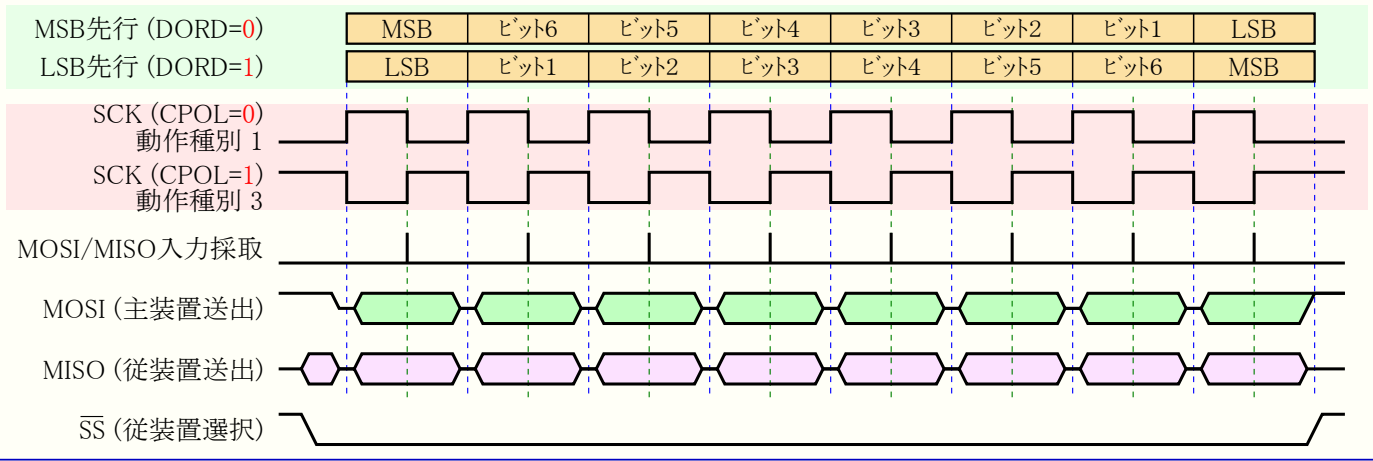 MSB先行 (DORD=0) MSB ﾋﾞｯﾄ6 ﾋﾞｯﾄ5 ﾋﾞｯﾄ4 ﾋﾞｯﾄ3 ﾋﾞｯﾄ2 ﾋﾞｯﾄ1 LSB
LSB先行 (DORD=1) LSB ﾋﾞｯﾄ1 ﾋﾞｯﾄ2 ﾋﾞｯﾄ3 ﾋﾞｯﾄ4 ﾋﾞｯﾄ5 ﾋﾞｯﾄ6 MSB
SCK (CPOL=0)
動作種別 1
SCK (CPOL=1)
動作種別 3
MOSI/MISO入力採取
MOSI (主装置送出)
MISO (従装置送出)
S̅S̅ (従装置選択)